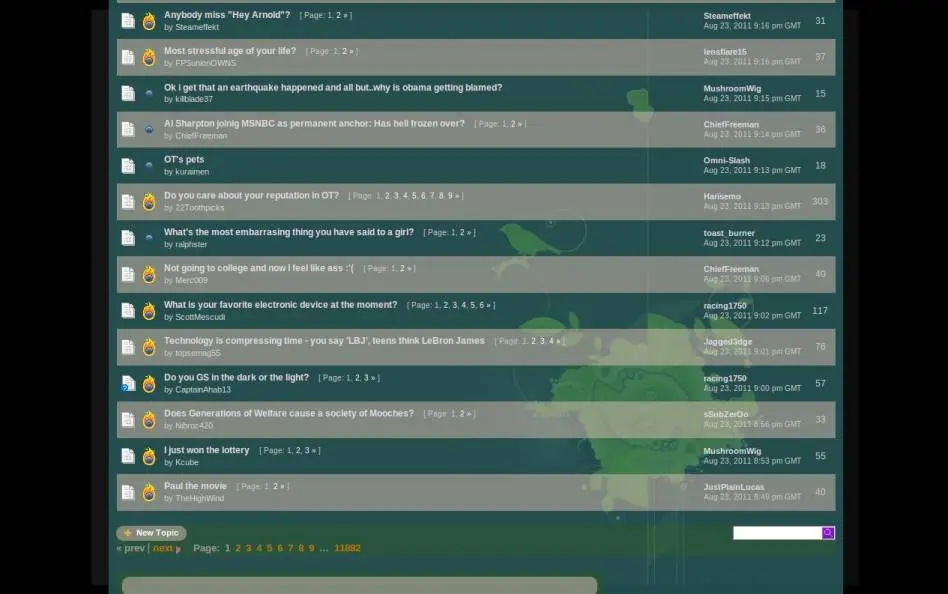 Anybody miss "Hey Arnold"? [ Page: 1, 2 » ] Steameffekt 31
by Steameffekt Aug 23, 2011 9:16 pm GMT
Most stressful age of your life? [ Page: 1, 2 » ] lensflare15 37
by FPSunionOWNS Aug 23, 2011 9:16 pm GMT
Ok i get that an earthquake happened and all but..why is obama getting blamed? MushroomWig 15
by killblade37 Aug 23, 2011 9:15 pm GMT
Al Sharpton joinig MSNBC as permanent anchor: Has hell frozen over? [ Page: 1, 2 » ] ChiefFreeman 36
by ChiefFreeman Aug 23, 2011 9:14 pm GMT
OT's pets Omni-Slash 18
by kuraimen Aug 23, 2011 9:13 pm GMT
Do you care about your reputation in OT? [ Page: 1, 2, 3, 4, 5, 6, 7, 8, 9 » ] Harisemo 303
by 22Toothpicks Aug 23, 2011 9:13 pm GMT
What's the most embarrasing thing you have said to a girl? [ Page: 1, 2 » ] toast_burner 23
by ralphster Aug 23, 2011 9:12 pm GMT
Not going to college and now I feel like ass :'( [ Page: 1, 2 » ] ChiefFreeman 40
by Merc009 Aug 23, 2011 9:06 pm GMT
What is your favorite electronic device at the moment? [ Page: 1, 2, 3, 4, 5, 6 » ] racing1750 117
by ScottMescudi Aug 23, 2011 9:02 pm GMT
Technology is compressing time - you say 'LBJ', teens think LeBron James [ Page: 1, 2, 3, 4 » ] Jagged3dge 76
by topsemag55 Aug 23, 2011 9:01 pm GMT
Do you GS in the dark or the light? [ Page: 1, 2, 3 » ] racing1750 57
by CaptainAhab13 Aug 23, 2011 9:00 pm GMT
Does Generations of Welfare cause a society of Mooches? [ Page: 1, 2 » ] sSubZerOo 33
by Nibroc420 Aug 23, 2011 8:56 pm GMT
I just won the lottery [ Page: 1, 2, 3 » ] MushroomWig 55
by Kcube Aug 23, 2011 8:53 pm GMT
Paul the movie [ Page: 1, 2 » ] JustPlainLucas 40
by TheHighWind Aug 23, 2011 8:49 pm GMT
New Topic
« prev | next Page: 1 2 3 4 5 6 7 8 9 ... 11882